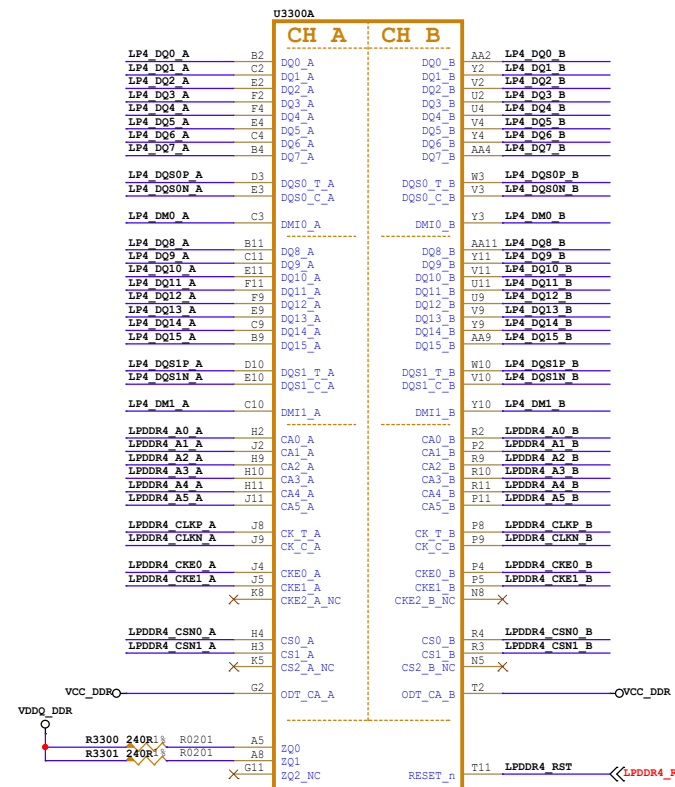 U3300A
CH A CH B
LP4_DQ0_A B2 DQ0_A DQ0_B AA2 LP4_DQ0_B
LP4_DQ1_A C2 DQ1_A DQ1_B Y2 LP4_DQ1_B
LP4_DQ2_A E2 DQ2_A DQ2_B V2 LP4_DQ2_B
LP4_DQ3_A F2 DQ3_A DQ3_B U2 LP4_DQ3_B
LP4_DQ4_A F4 DQ4_A DQ4_B U4 LP4_DQ4_B
LP4_DQ5_A E4 DQ5_A DQ5_B V4 LP4_DQ5_B
LP4_DQ6_A C4 DQ6_A DQ6_B Y4 LP4_DQ6_B
LP4_DQ7_A B4 DQ7_A DQ7_B AA4 LP4_DQ7_B
LP4_DQS0P_A D3 DQS0_T_A DQS0_T_B W3 LP4_DQS0P_B
LP4_DQS0N_A E3 DQS0_C_A DQS0_C_B V3 LP4_DQS0N_B
LP4_DM0_A C3 DMI0_A DMI0_B Y3 LP4_DM0_B
LP4_DQ8_A B11 DQ8_A DQ8_B AA11 LP4_DQ8_B
LP4_DQ9_A C11 DQ9_A DQ9_B Y11 LP4_DQ9_B
LP4_DQ10_A E11 DQ10_A DQ10_B V11 LP4_DQ10_B
LP4_DQ11_A F11 DQ11_A DQ11_B U11 LP4_DQ11_B
LP4_DQ12_A F9 DQ12_A DQ12_B U9 LP4_DQ12_B
LP4_DQ13_A E9 DQ13_A DQ13_B V9 LP4_DQ13_B
LP4_DQ14_A C9 DQ14_A DQ14_B Y9 LP4_DQ14_B
LP4_DQ15_A B9 DQ15_A DQ15_B AA9 LP4_DQ15_B
LP4_DQS1P_A D10 DQS1_T_A DQS1_T_B W10 LP4_DQS1P_B
LP4_DQS1N_A E10 DQS1_C_A DQS1_C_B V10 LP4_DQS1N_B
LP4_DM1_A C10 DMI1_A DMI1_B Y10 LP4_DM1_B
LPDDR4_A0_A H2 CA0_A CA0_B R2 LPDDR4_A0_B
LPDDR4_A1_A J2 CA1_A CA1_B P2 LPDDR4_A1_B
LPDDR4_A2_A H9 CA2_A CA2_B R9 LPDDR4_A2_B
LPDDR4_A3_A H10 CA3_A CA3_B R10 LPDDR4_A3_B
LPDDR4_A4_A H11 CA4_A CA4_B R11 LPDDR4_A4_B
LPDDR4_A5_A J11 CA5_A CA5_B P11 LPDDR4_A5_B
LPDDR4_CLKP_A J8 CK_T_A CK_T_B P8 LPDDR4_CLKP_B
LPDDR4_CLKN_A J9 CK_C_A CK_C_B P9 LPDDR4_CLKN_B
LPDDR4_CKE0_A J4 CKE0_A CKE0_B P4 LPDDR4_CKE0_B
LPDDR4_CKE1_A J5 CKE1_A CKE1_B P5 LPDDR4_CKE1_B
K8 CKE2_A_NC CKE2_B_NC N8
LPDDR4_CSN0_A H4 CS0_A CS0_B R4 LPDDR4_CSN0_B
LPDDR4_CSN1_A H3 CS1_A CS1_B R3 LPDDR4_CSN1_B
K5 CS2_A_NC CS2_B_NC N5
VCC_DDR G2 ODT_CA_A ODT_CA_B T2 VCC_DDR
VDDQ_DDR
R3300 240R 1% R0201 A5 ZQ0
R3301 240R 1% R0201 A8 ZQ1
G11 ZQ2_NC RESET_n T11 LPDDR4_RST